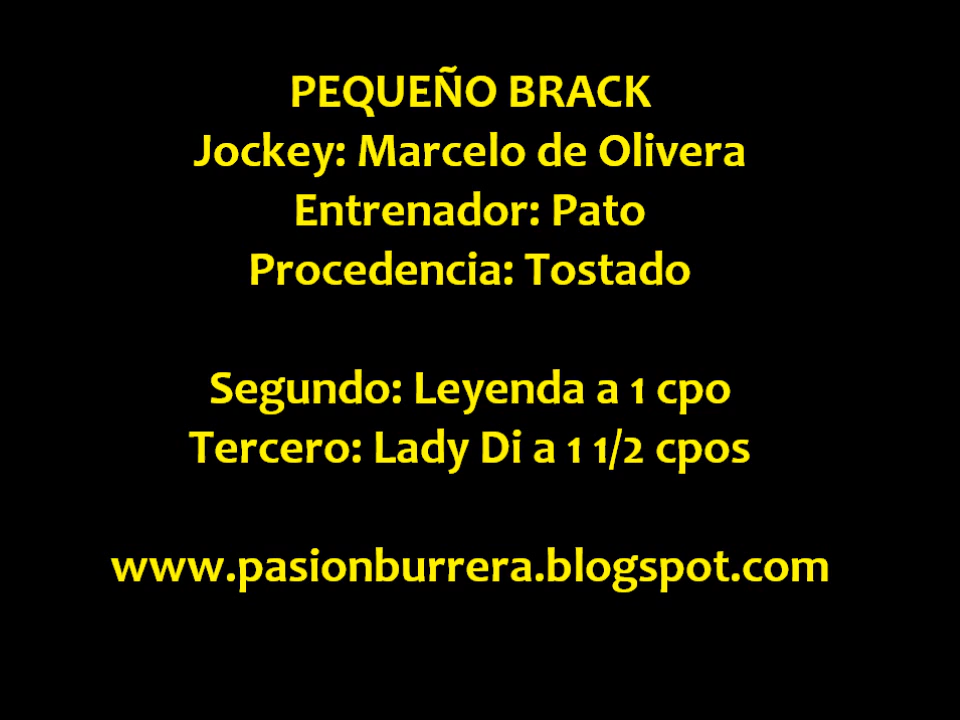 PEQUEÑO BRACK
Jockey: Marcelo de Olivera
Entrenador: Pato
Procedencia: Tostado
Segundo: Leyenda a 1 cpo
Tercero: Lady Di a 1 1/2 cpos
www.pasionburrera.blogspot.com